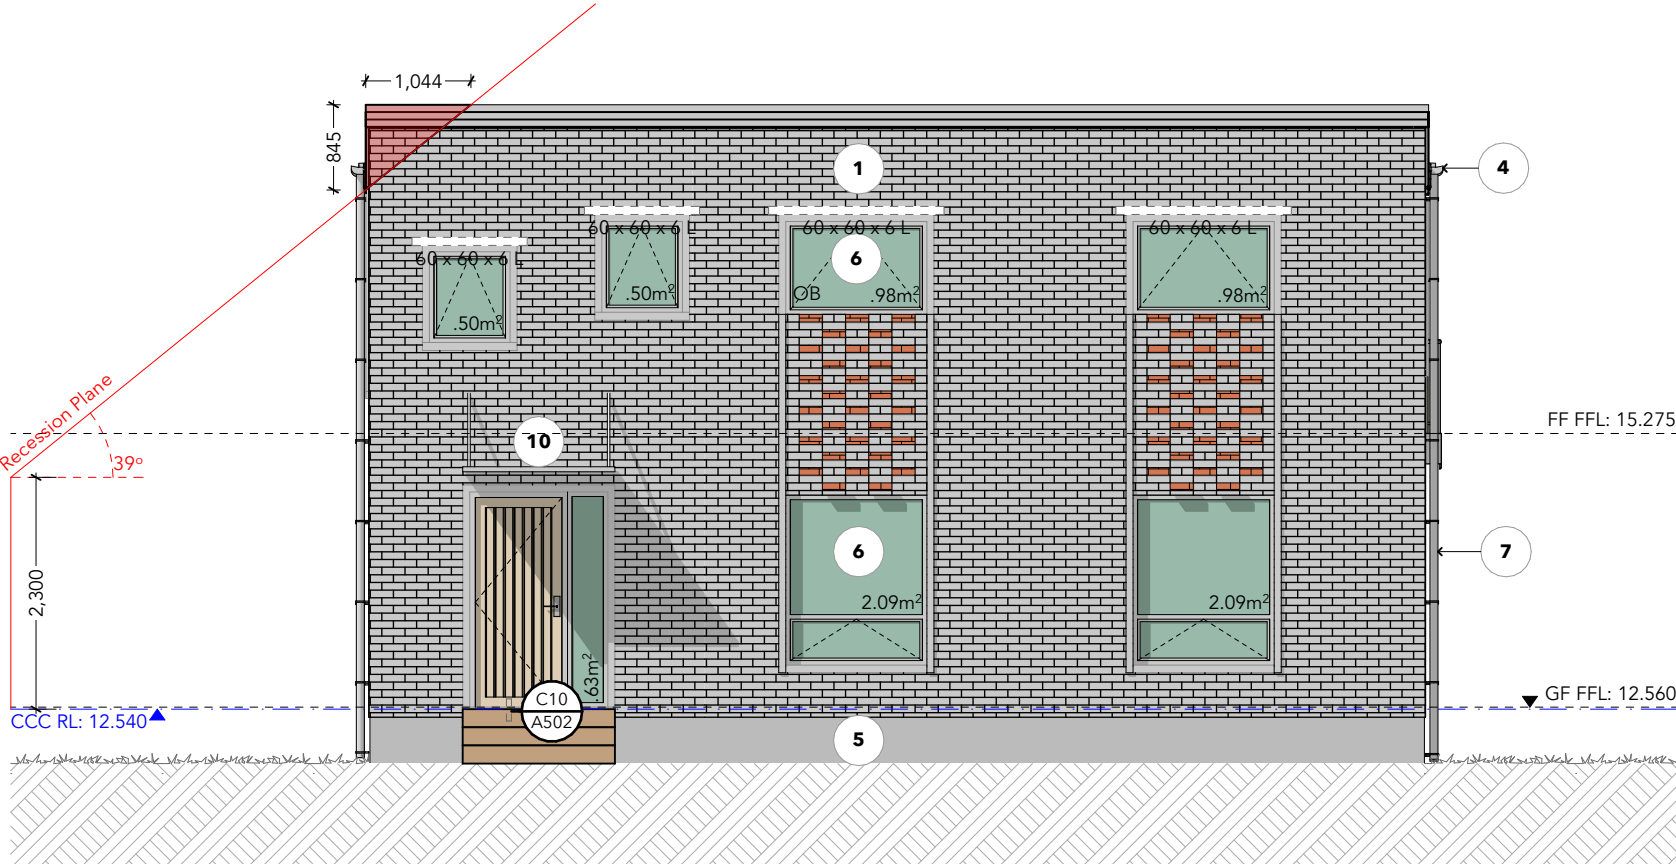 1,044
845
1
4
60 x 60 x 6 L
60 x 60 x 6 L
60 x 60 x 6 L
60 x 60 x 6 L
6
OB
.50m²
.50m²
.98m²
.98m²
Recession Plane
39º
10
FF FFL: 15.275
2,300
6
7
2.09m²
2.09m²
.63m²
C10
A502
CCC RL: 12.540
GF FFL: 12.560
5